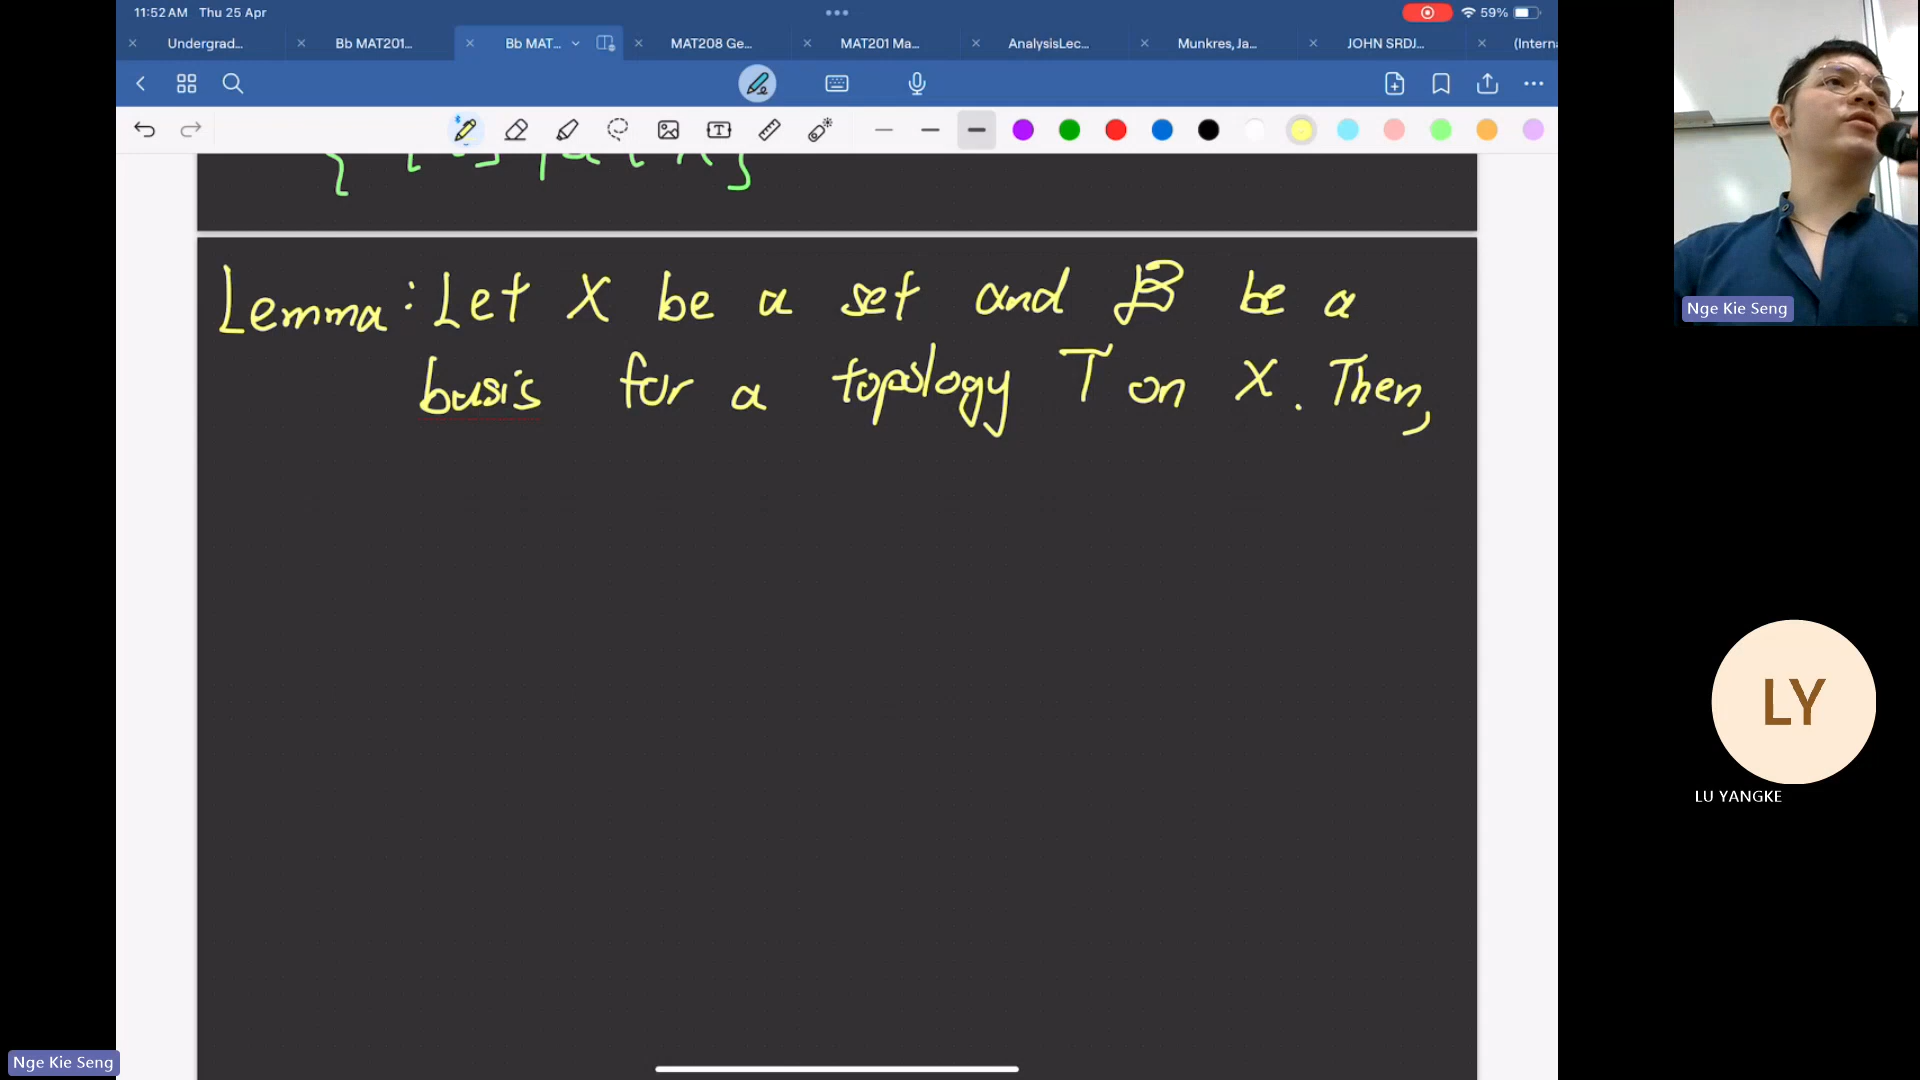 11:52 AM Thu 25 Apr
59%
Undergrad...
Bb MAT201...
Bb MAT...
MAT208 Ge...
MAT201 Ma...
AnalysisLec...
Munkres, Ja...
JOHN SRDJ...
(Intern
Lemma: Let X be a set and B be a
basis for a topology T on X. Then,
Nge Kie Seng
LY
LU YANGKE
Nge Kie Seng